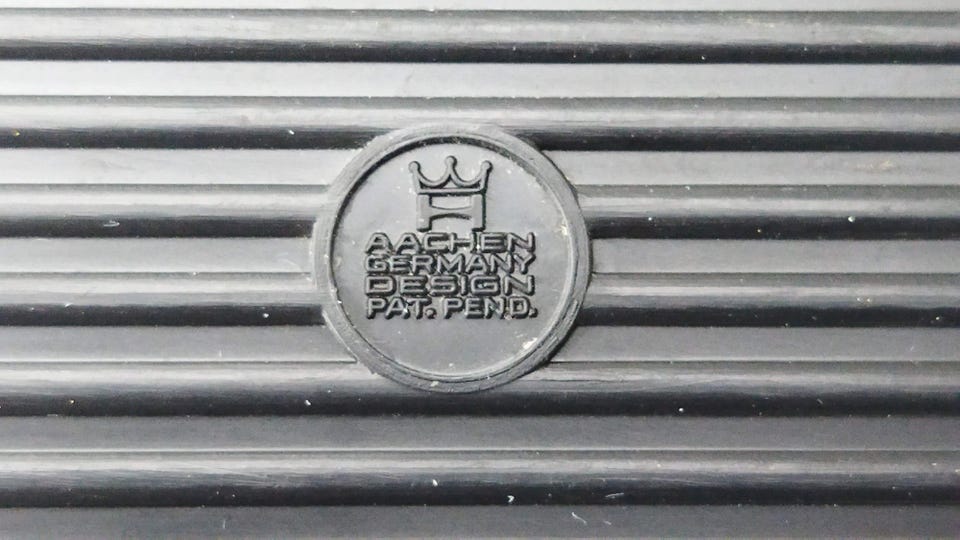 H
AACHEN
GERMANY
DESIGN
PAT. PEND.